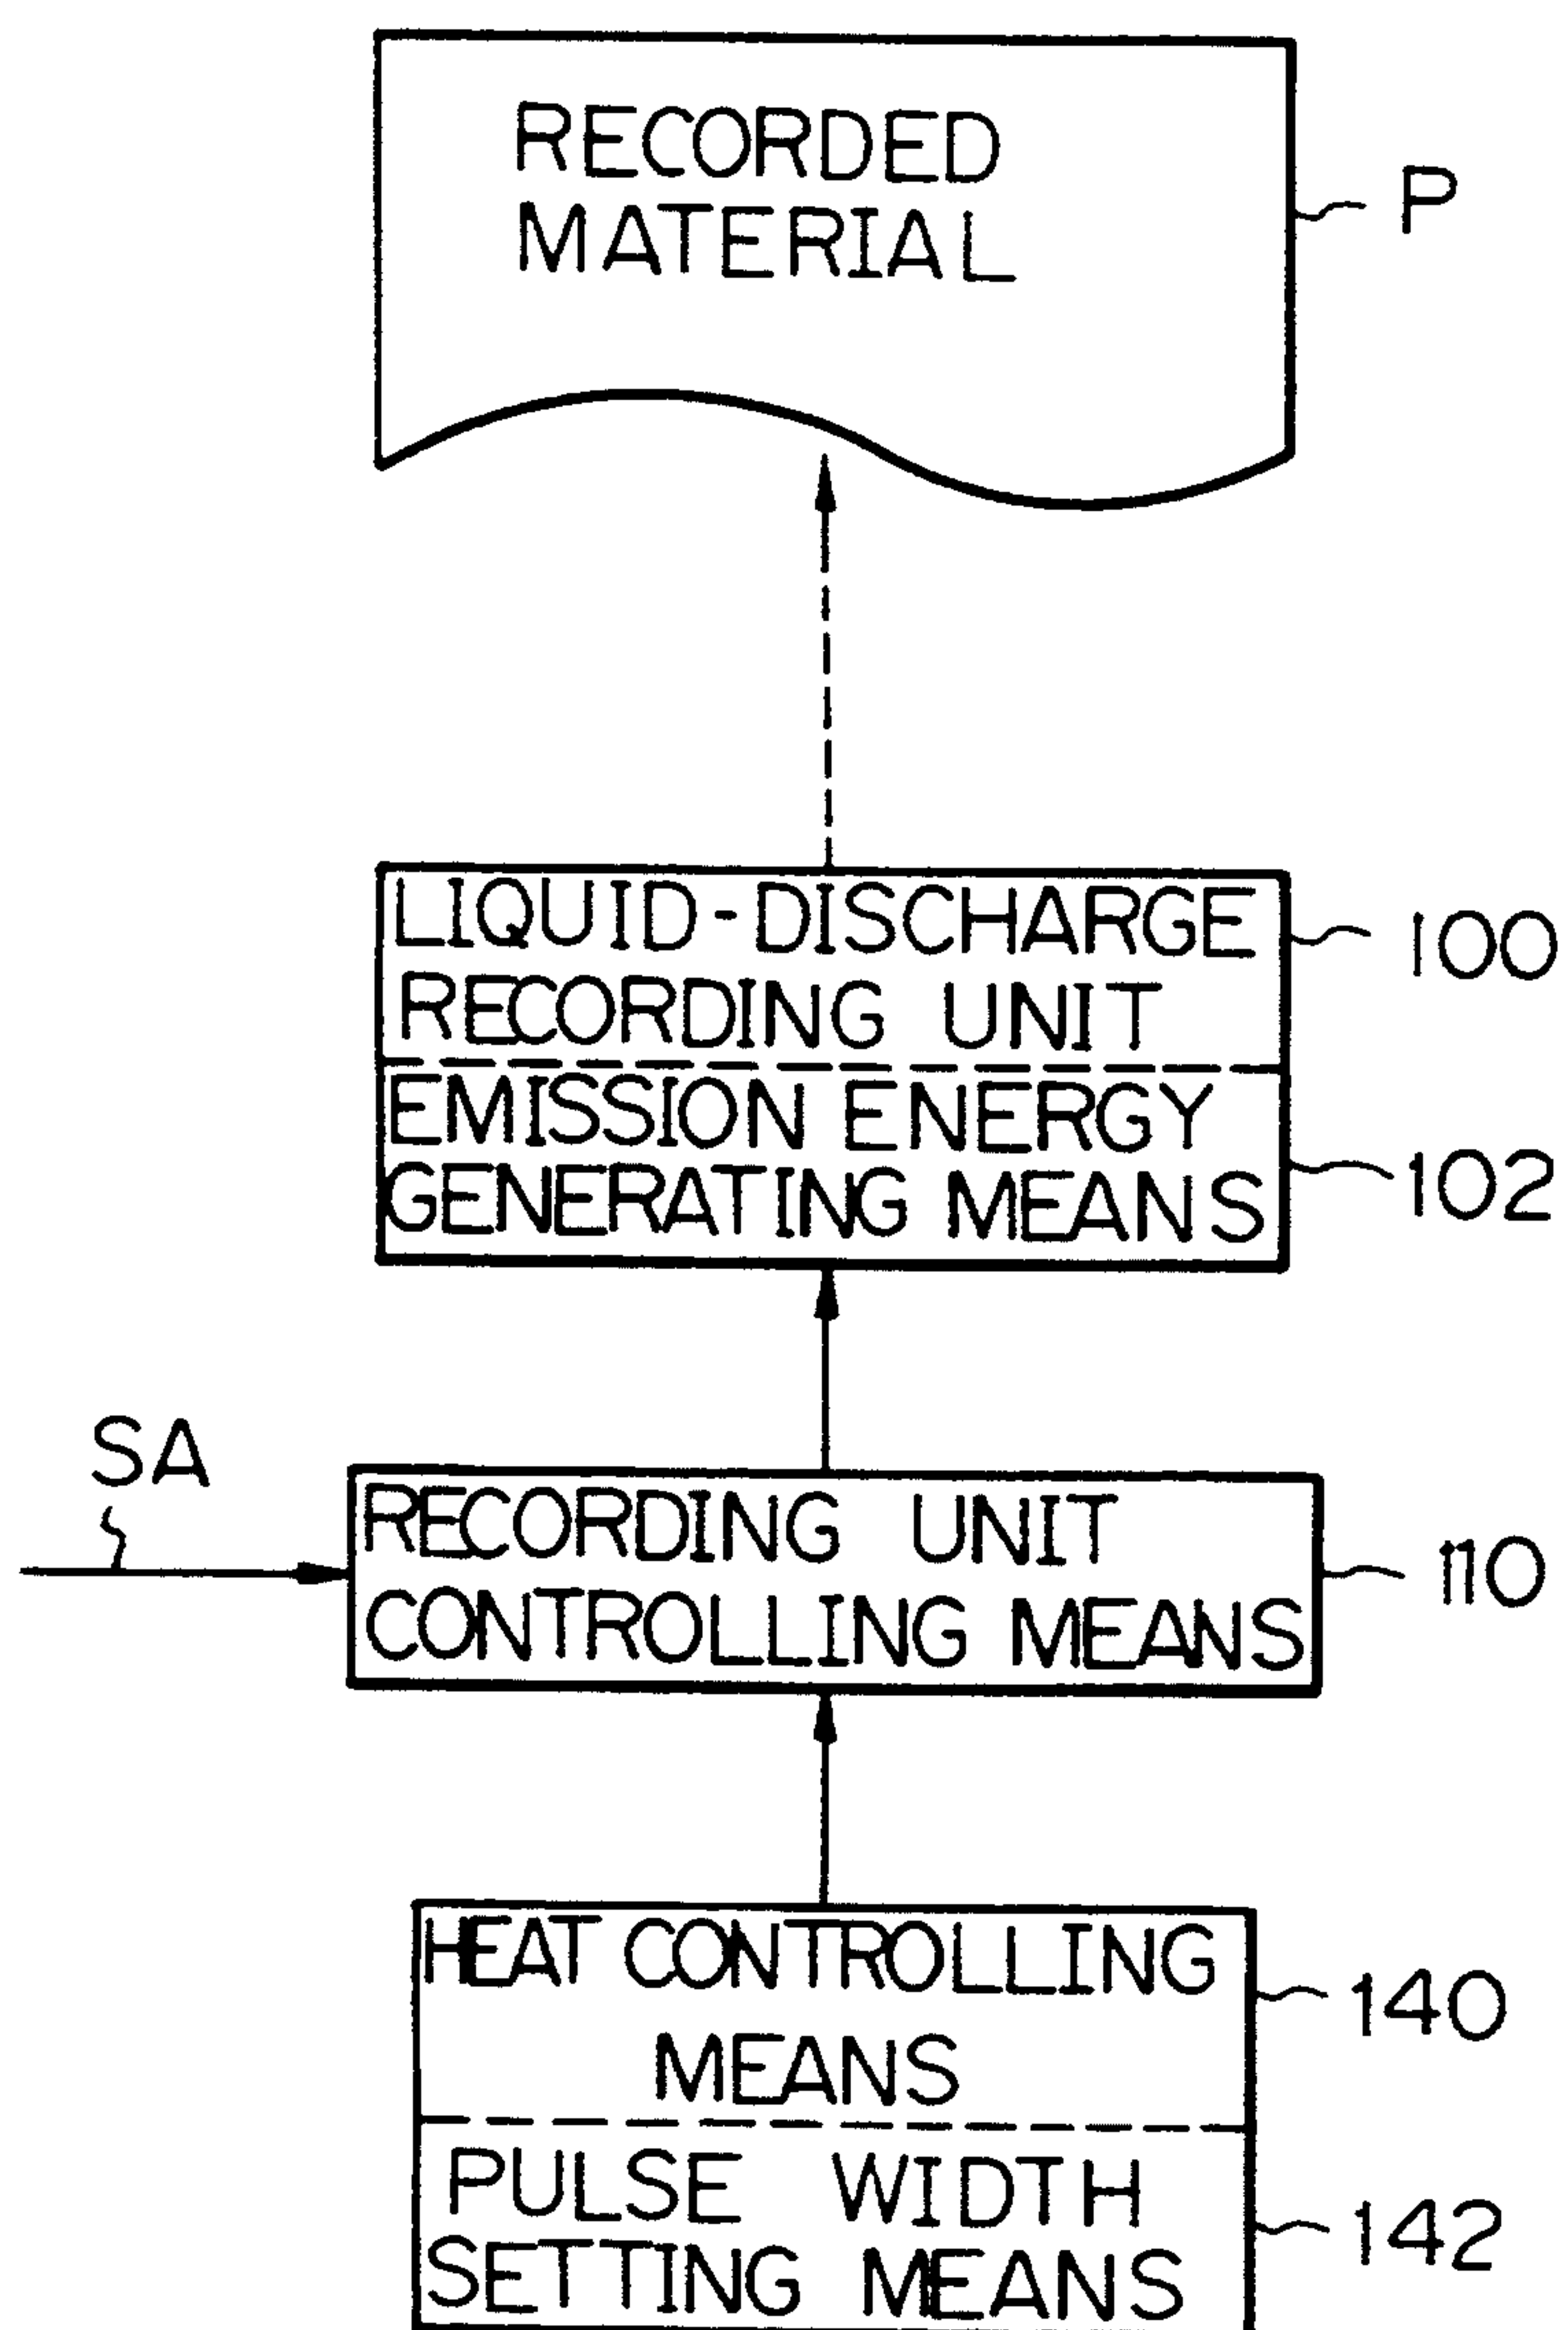 RECORDED
MATERIAL
P
LIQUID-DISCHARGE
RECORDING UNIT
100
EMISSION ENERGY
GENERATING MEANS
102
SA
RECORDING UNIT
CONTROLLING MEANS
110
HEAT CONTROLLING
MEANS
140
PULSE WIDTH
SETTING MEANS
142